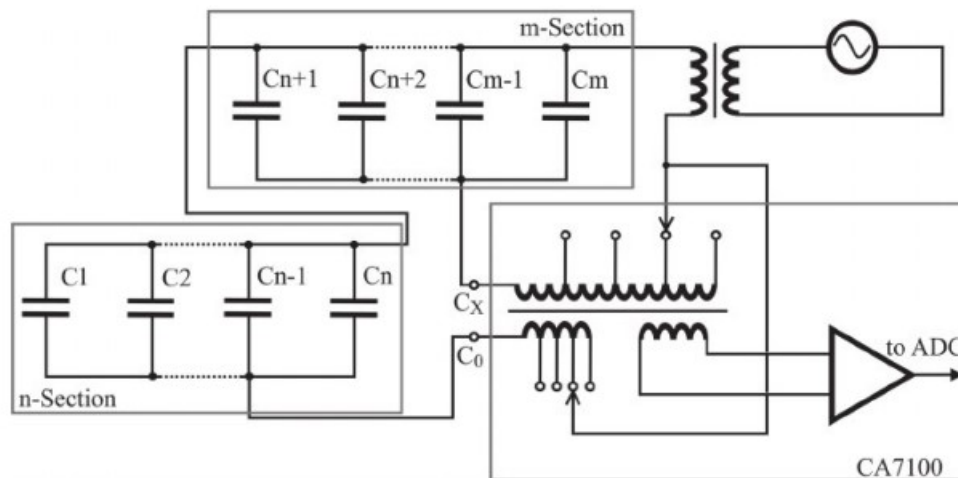 m-Section
Cn+1
Cn+2
Cm-1
Cm
C1
C2
Cn-1
Cn
n-Section
CX
C0
to ADC
CA7100